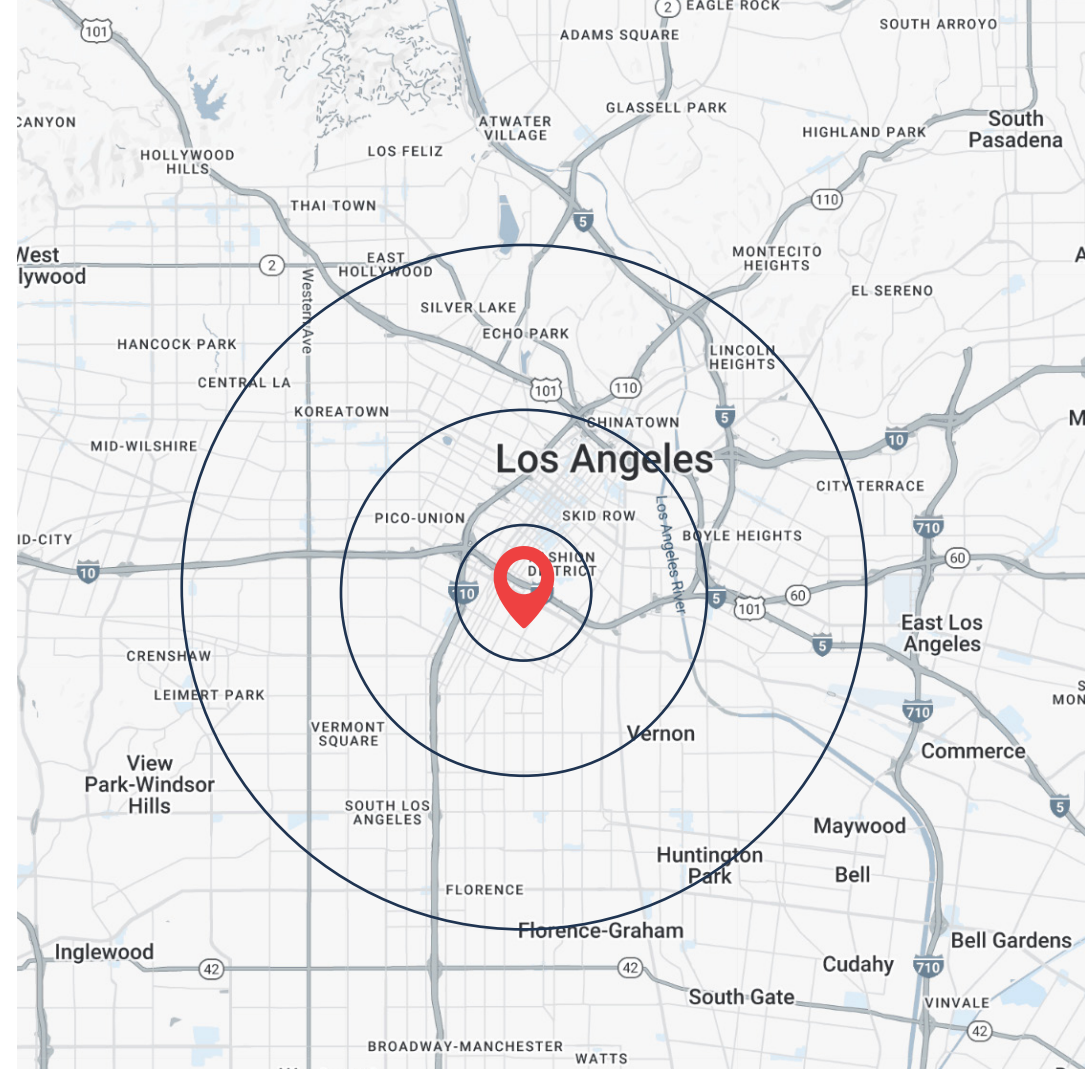 2
EAGLE ROCK
101
ADAMS SQUARE
SOUTH ARROYO
GLASSELL PARK
CANYON
ATWATER
VILLAGE
HIGHLAND PARK
South
Pasadena
HOLLYWOOD
HILLS
LOS FELIZ
THAI TOWN
110
5
West
lywood
2
EAST
HOLLYWOOD
MONTECITO
HEIGHTS
EL SERENO
Western Ave
SILVER LAKE
ECHO PARK
HANCOCK PARK
LINCOLN
HEIGHTS
CENTRAL LA
101
110
KOREATOWN
CHINATOWN
5
M
10
MID-WILSHIRE
Los Angeles
CITY TERRACE
PICO-UNION
SKID ROW
Los Angeles River
BOYLE HEIGHTS
710
ID-CITY
60
10
110
5
101
60
East Los
Angeles
5
CRENSHAW
LEIMERT PARK
S
MON
710
VERMONT
SQUARE
Vernon
Commerce
View
Park-Windsor
Hills
SOUTH LOS
ANGELES
5
Maywood
Huntington
Park
Bell
FLORENCE
Florence-Graham
Bell Gardens
Inglewood
42
42
Cudahy
710
South Gate
VINVALE
42
BROADWAY-MANCHESTER
WATTS